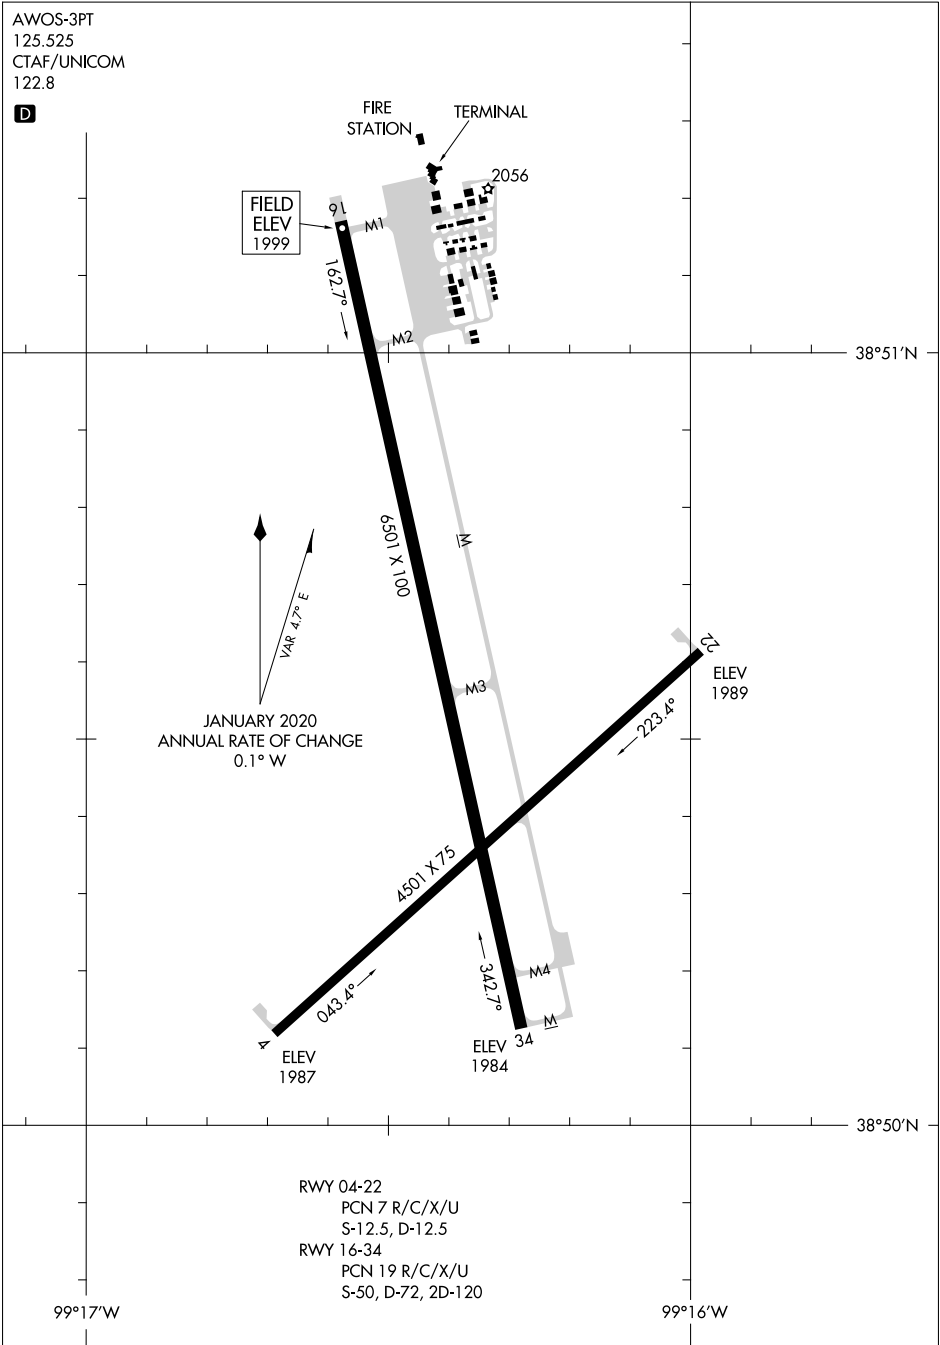 AWOS-3PT
125.525
CTAF/UNICOM
122.8
D
FIRE
STATION
TERMINAL
2056
FIELD
ELEV
1999
16
M1
162.7°
M2
38°51'N
6501 X 100
M
VAR 4.7° E
JANUARY 2020
ANNUAL RATE OF CHANGE
0.1° W
M3
22
ELEV
1989
223.4°
4501 X 75
043.4°
342.7°
M4
M
4
ELEV
1987
34
ELEV
1984
38°50'N
RWY 04-22
PCN 7 R/C/X/U
S-12.5, D-12.5
RWY 16-34
PCN 19 R/C/X/U
S-50, D-72, 2D-120
99°17'W
99°16'W